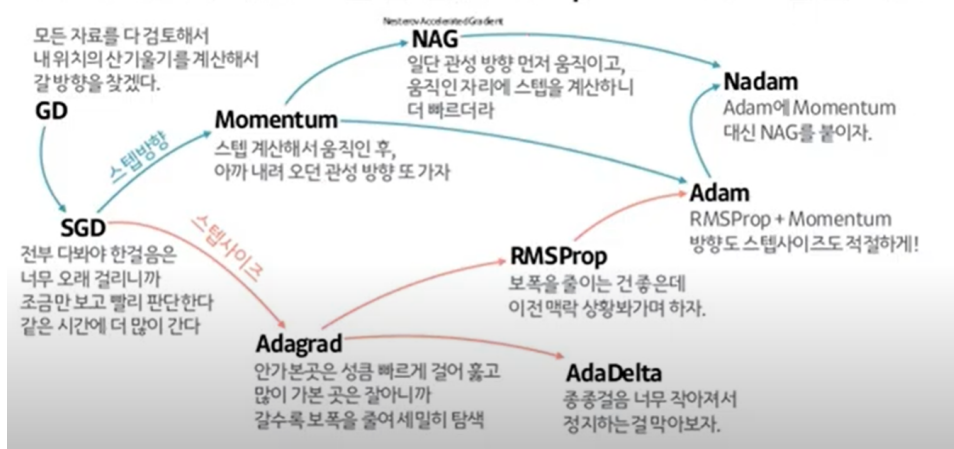 모든 자료를 다 검토해서
내 위치의 산기울기를 계산해서
갈 방향을 찾겠다.
GD
스텝방향
Momentum
스텝 계산해서 움직인 후,
아까 내려 오던 관성 방향 또 가자
Nesterov Accelerated Gradient
NAG
일단 관성 방향 먼저 움직이고,
움직인 자리에 스텝을 계산하니
더 빠르더라
Nadam
Adam에 Momentum
대신 NAG를 붙이자.
Adam
RMSProp + Momentum
방향도 스텝사이즈도 적절하게!
SGD
전부 다봐야 한걸음은
너무 오래 걸리니까
조금만 보고 빨리 판단한다
같은 시간에 더 많이 간다
스텝사이즈
RMSProp
보폭을 줄이는 건 좋은데
이전 맥락 상황봐가며 하자.
Adagrad
안가본곳은 성큼 빠르게 걸어 훑고
많이 가본 곳은 잘아니까
갈수록 보폭을 줄여 세밀히 탐색
AdaDelta
종종걸음 너무 작아져서
정지하는걸 막아보자.